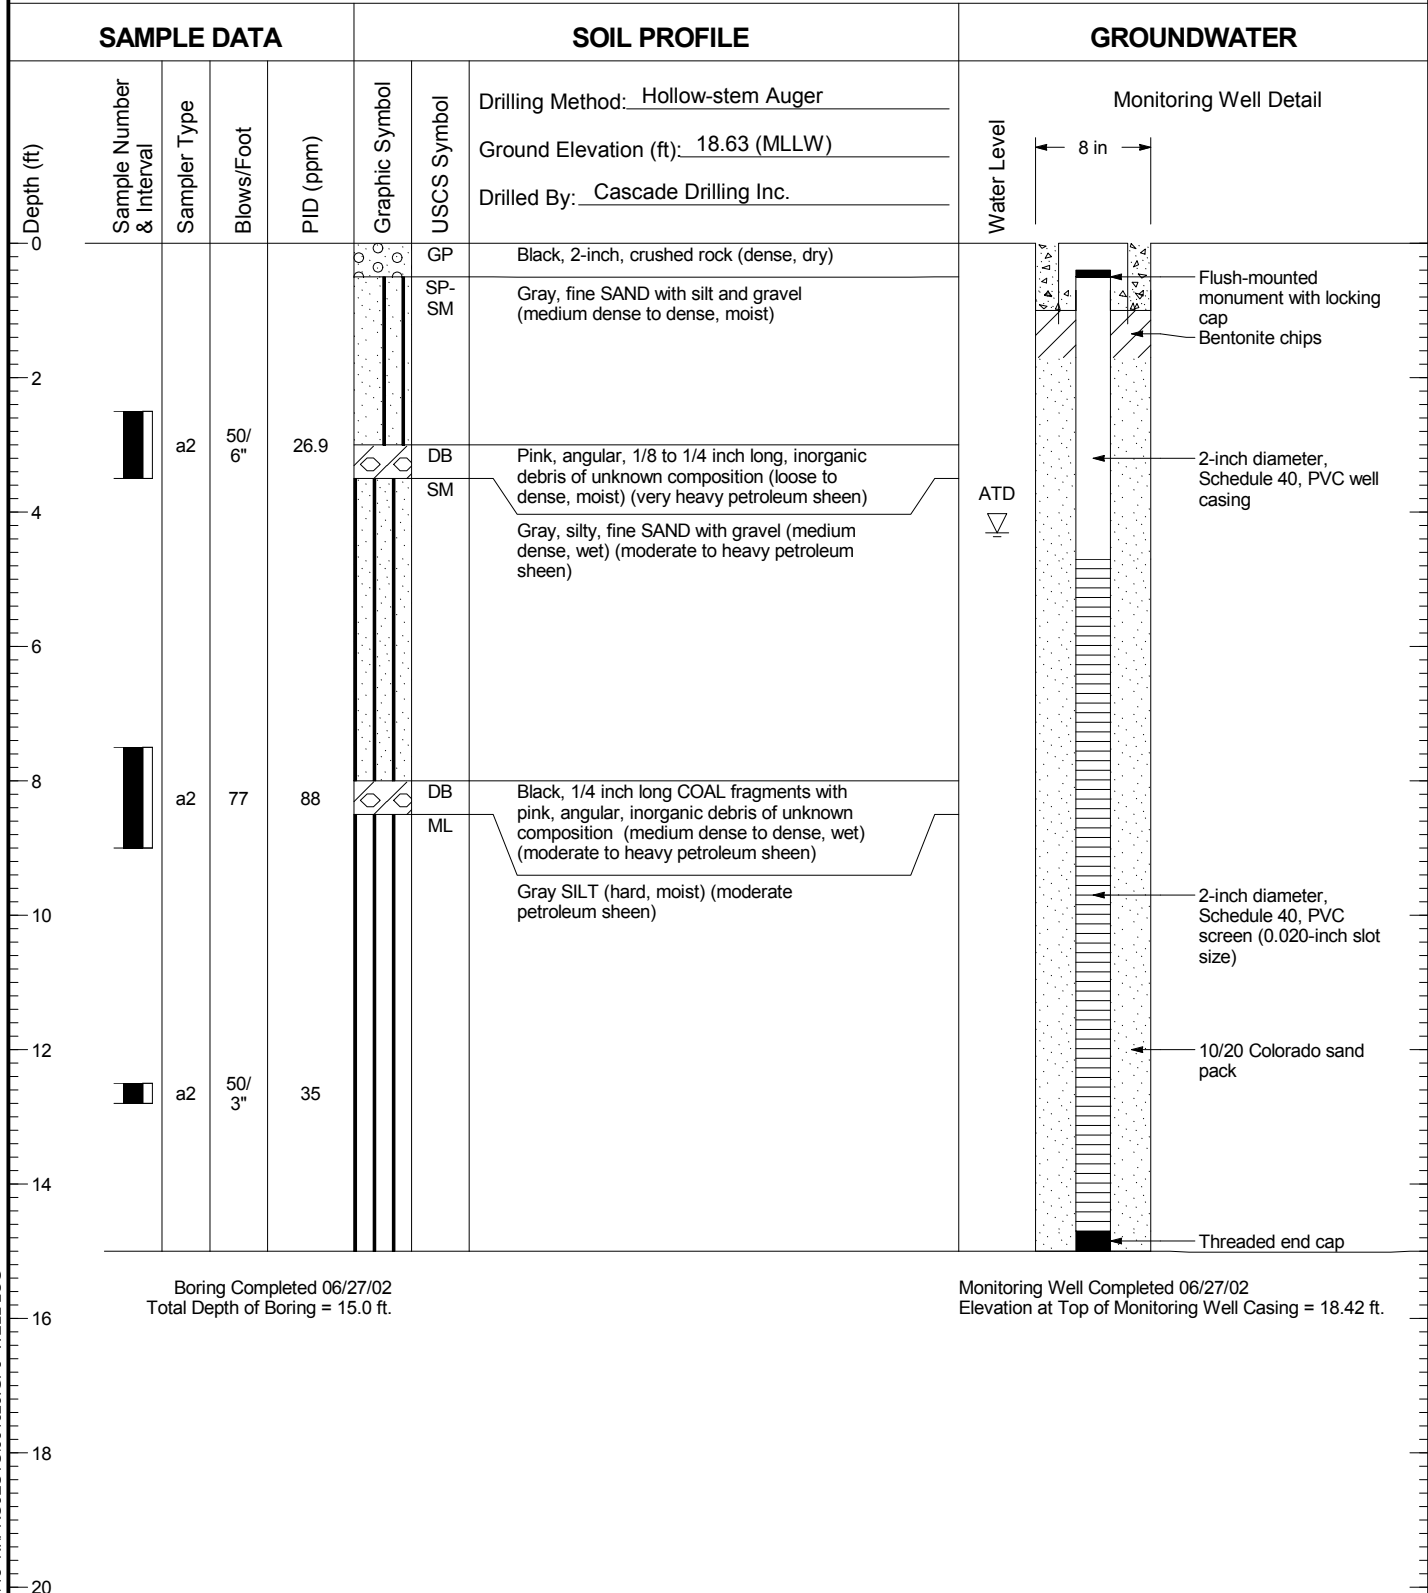 SAMPLE DATA
SOIL PROFILE
GROUNDWATER
Depth (ft)
Sample Number
& Interval
Sampler Type
Blows/Foot
PID (ppm)
Graphic Symbol
USCS Symbol
Drilling Method: Hollow-stem Auger
Ground Elevation (ft): 18.63 (MLLW)
Drilled By: Cascade Drilling Inc.
Water Level
Monitoring Well Detail
8 in
0
2
4
6
8
10
12
14
16
18
20
a2
50/
6"
26.9
a2
77
88
a2
50/
3"
35
GP
Black, 2-inch, crushed rock (dense, dry)
SP-
SM
Gray, fine SAND with silt and gravel
(medium dense to dense, moist)
DB
Pink, angular, 1/8 to 1/4 inch long, inorganic
debris of unknown composition (loose to
dense, moist) (very heavy petroleum sheen)
SM
Gray, silty, fine SAND with gravel (medium
dense, wet) (moderate to heavy petroleum
sheen)
DB
Black, 1/4 inch long COAL fragments with
pink, angular, inorganic debris of unknown
composition (medium dense to dense, wet)
(moderate to heavy petroleum sheen)
ML
Gray SILT (hard, moist) (moderate
petroleum sheen)
ATD
Flush-mounted
monument with locking
cap
Bentonite chips
2-inch diameter,
Schedule 40, PVC well
casing
2-inch diameter,
Schedule 40, PVC
screen (0.020-inch slot
size)
10/20 Colorado sand
pack
Threaded end cap
Boring Completed 06/27/02
Total Depth of Boring = 15.0 ft.
Monitoring Well Completed 06/27/02
Elevation at Top of Monitoring Well Casing = 18.42 ft.